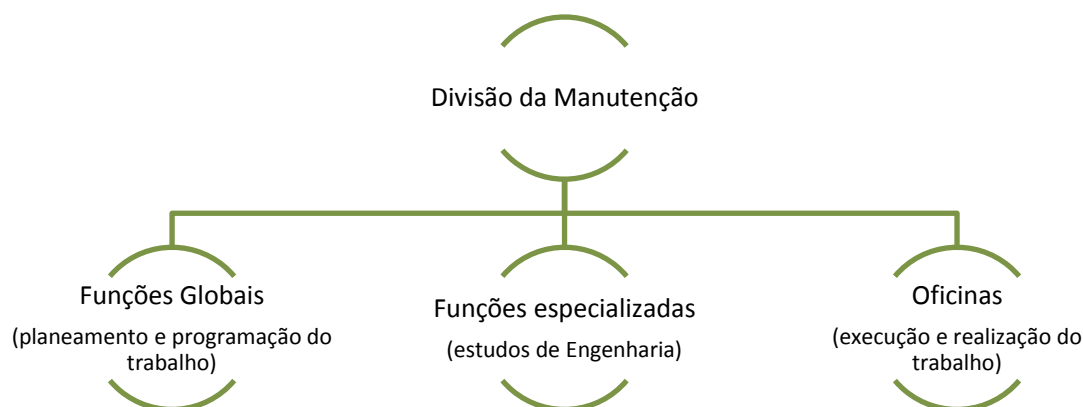 Divisão da Manutenção
Funções Globais
(planeamento e programação do
trabalho)
Funções especializadas
(estudos de Engenharia)
Oficinas
(execução e realização do
trabalho)